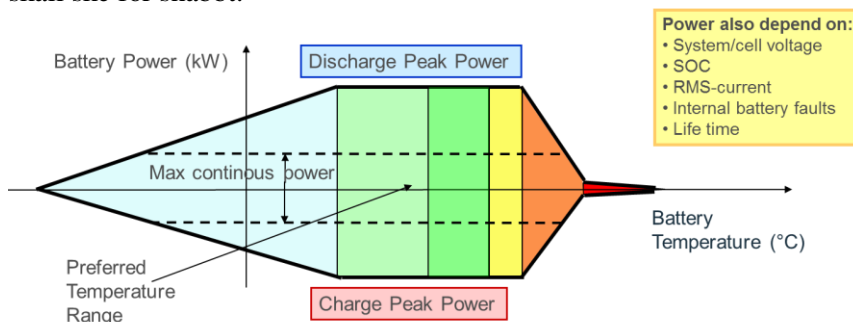 Power also depend on:
• System/cell voltage
• SOC
• RMS-current
• Internal battery faults
• Life time
Battery Power (kW)
Discharge Peak Power
Max continous power
Battery
Temperature (°C)
Preferred
Temperature
Range
Charge Peak Power